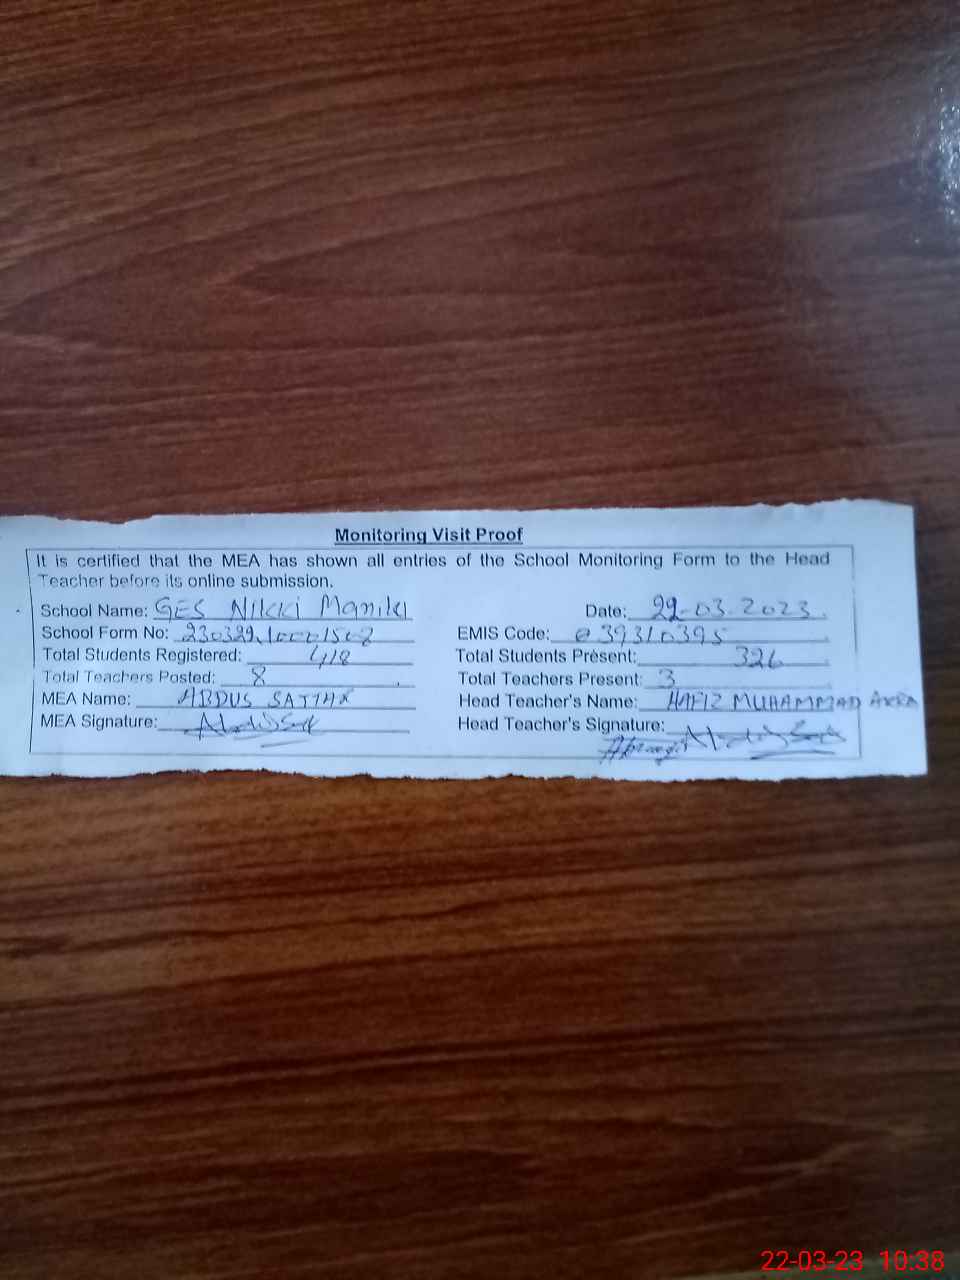 Monitoring Visit Proof
It is certified that the MEA has shown all entries of the School Monitoring Form to the Head
Teacher before its online submission.
School Name: GES Nikki Maniki Date: 22-03-2023
School Form No: EMIS Code: 39310395
Total Students Registered: 418 Total Students Present: 326
Total Teachers Posted: 8 Total Teachers Present: 3
MEA Name: ABDUS SATTAR Head Teacher's Name: HAFIZ MUHAMMAD
MEA Signature: Head Teacher's Signature:
22-03-23 10:38